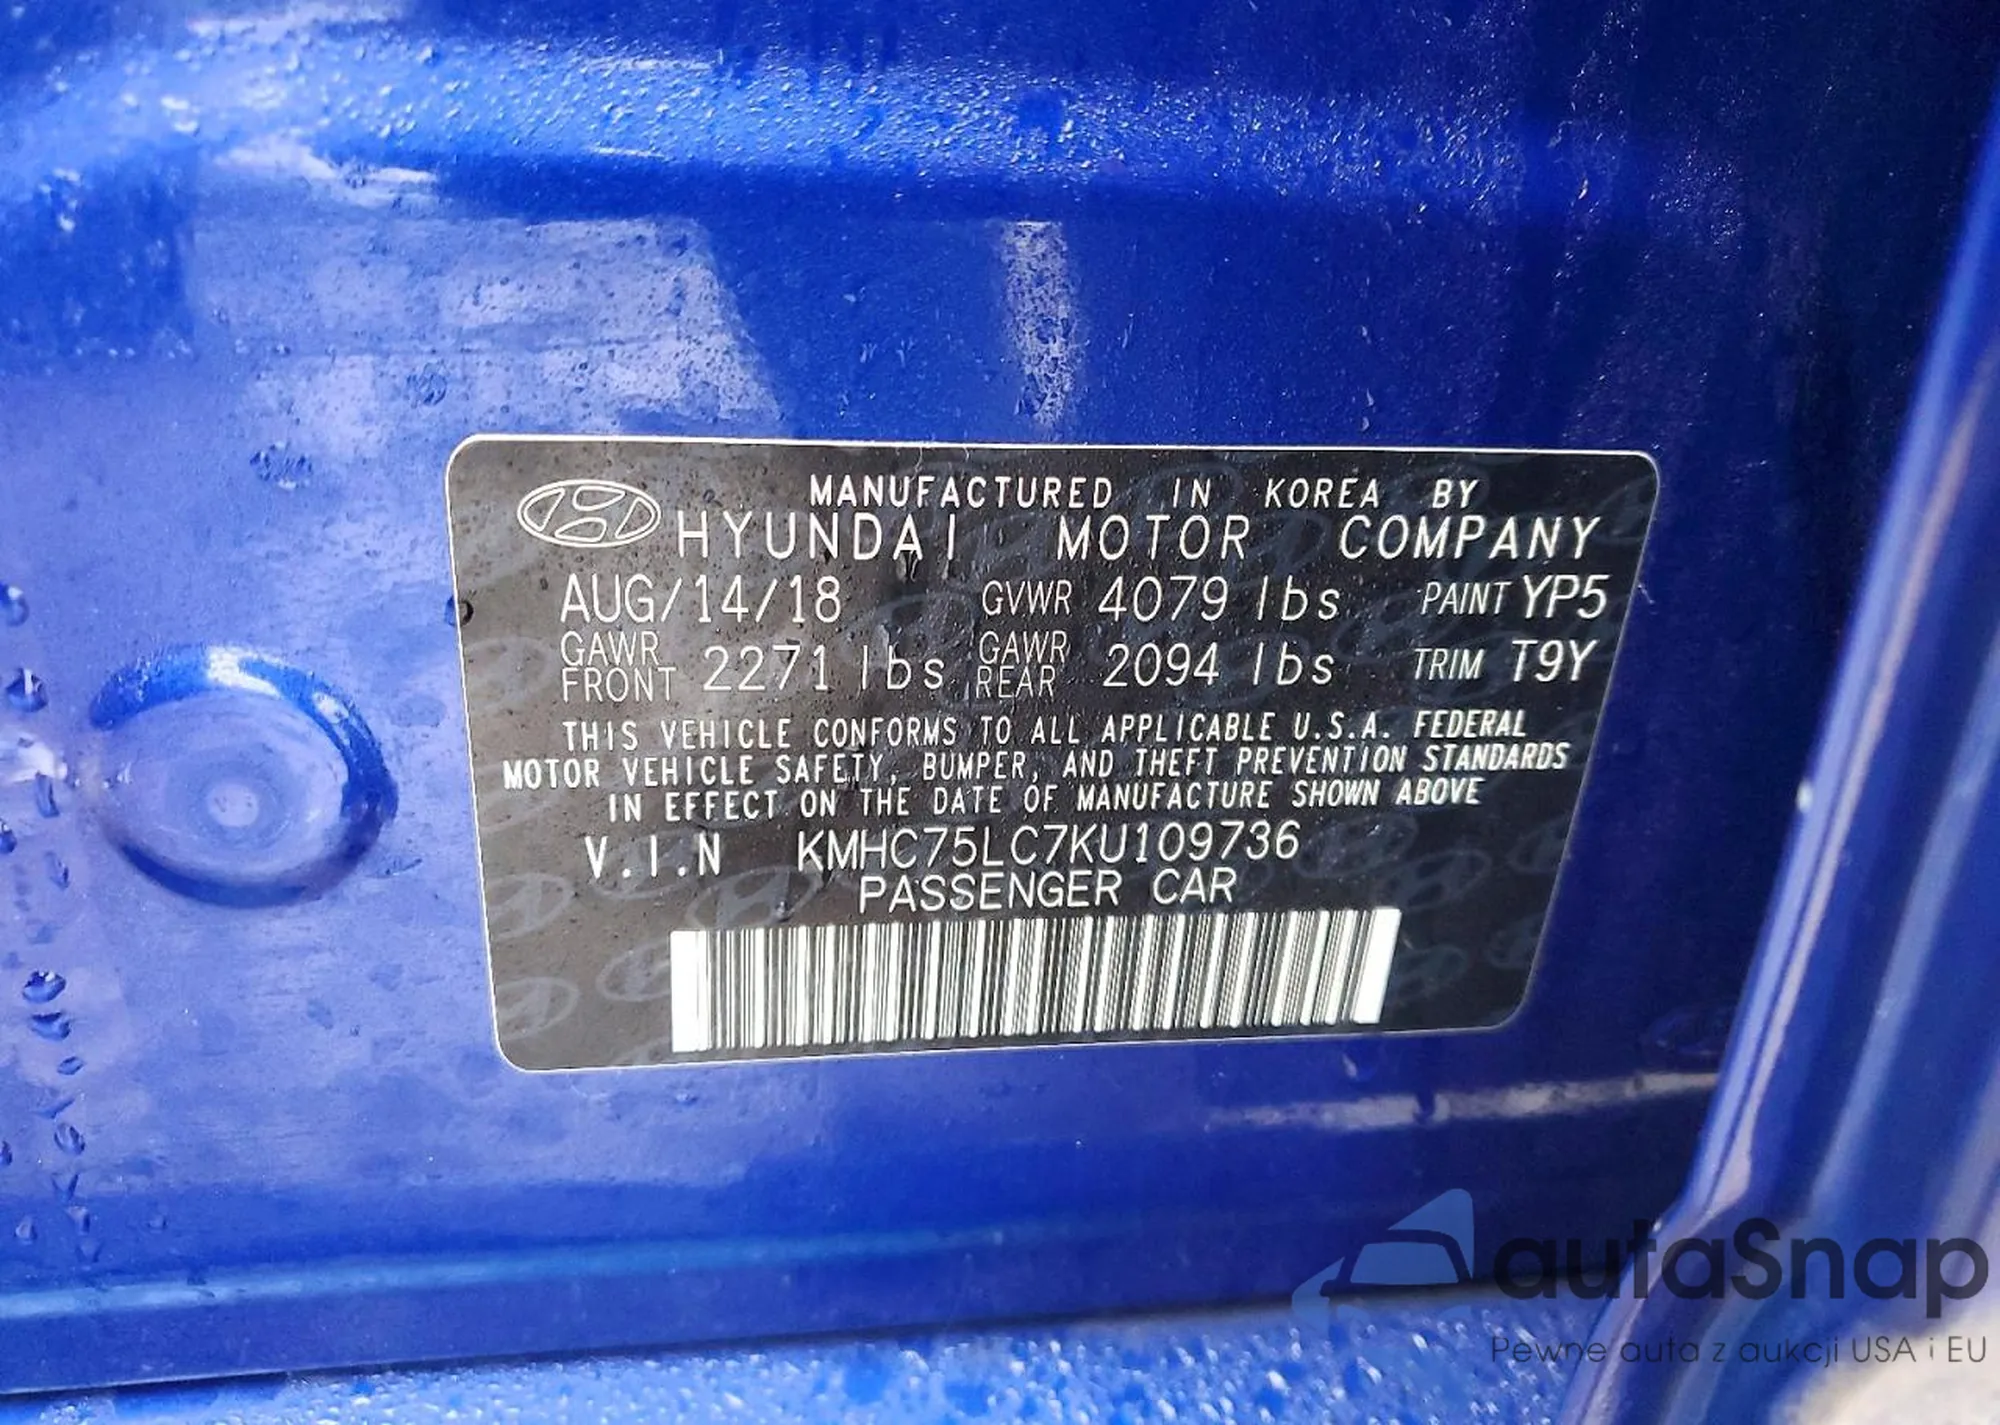 MANUFACTURED IN KOREA BY
HYUNDAI MOTOR COMPANY
AUG/14/18 GVWR 4079 lbs PAINT YP5
GAWR FRONT 2271 lbs GAWR REAR 2094 lbs TRIM T9Y
THIS VEHICLE CONFORMS TO ALL APPLICABLE U.S.A. FEDERAL
MOTOR VEHICLE SAFETY, BUMPER, AND THEFT PREVENTION STANDARDS
IN EFFECT ON THE DATE OF MANUFACTURE SHOWN ABOVE
V.I.N KMHC75LC7KU109736
PASSENGER CAR
autaSnap
Pewne auta z aukcji USA i EU